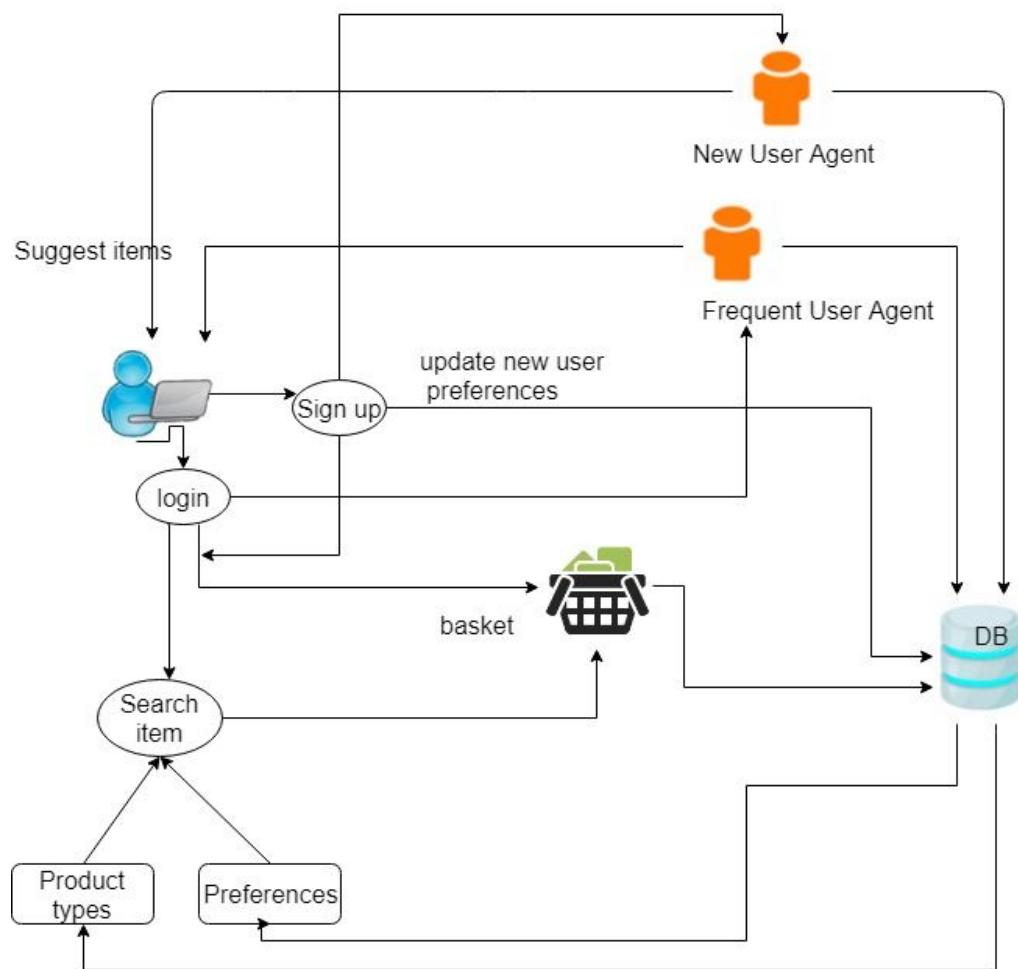 New User Agent
Suggest items
Frequent User Agent
update new user
preferences
Sign up
login
basket
DB
Search
item
Product
types
Preferences